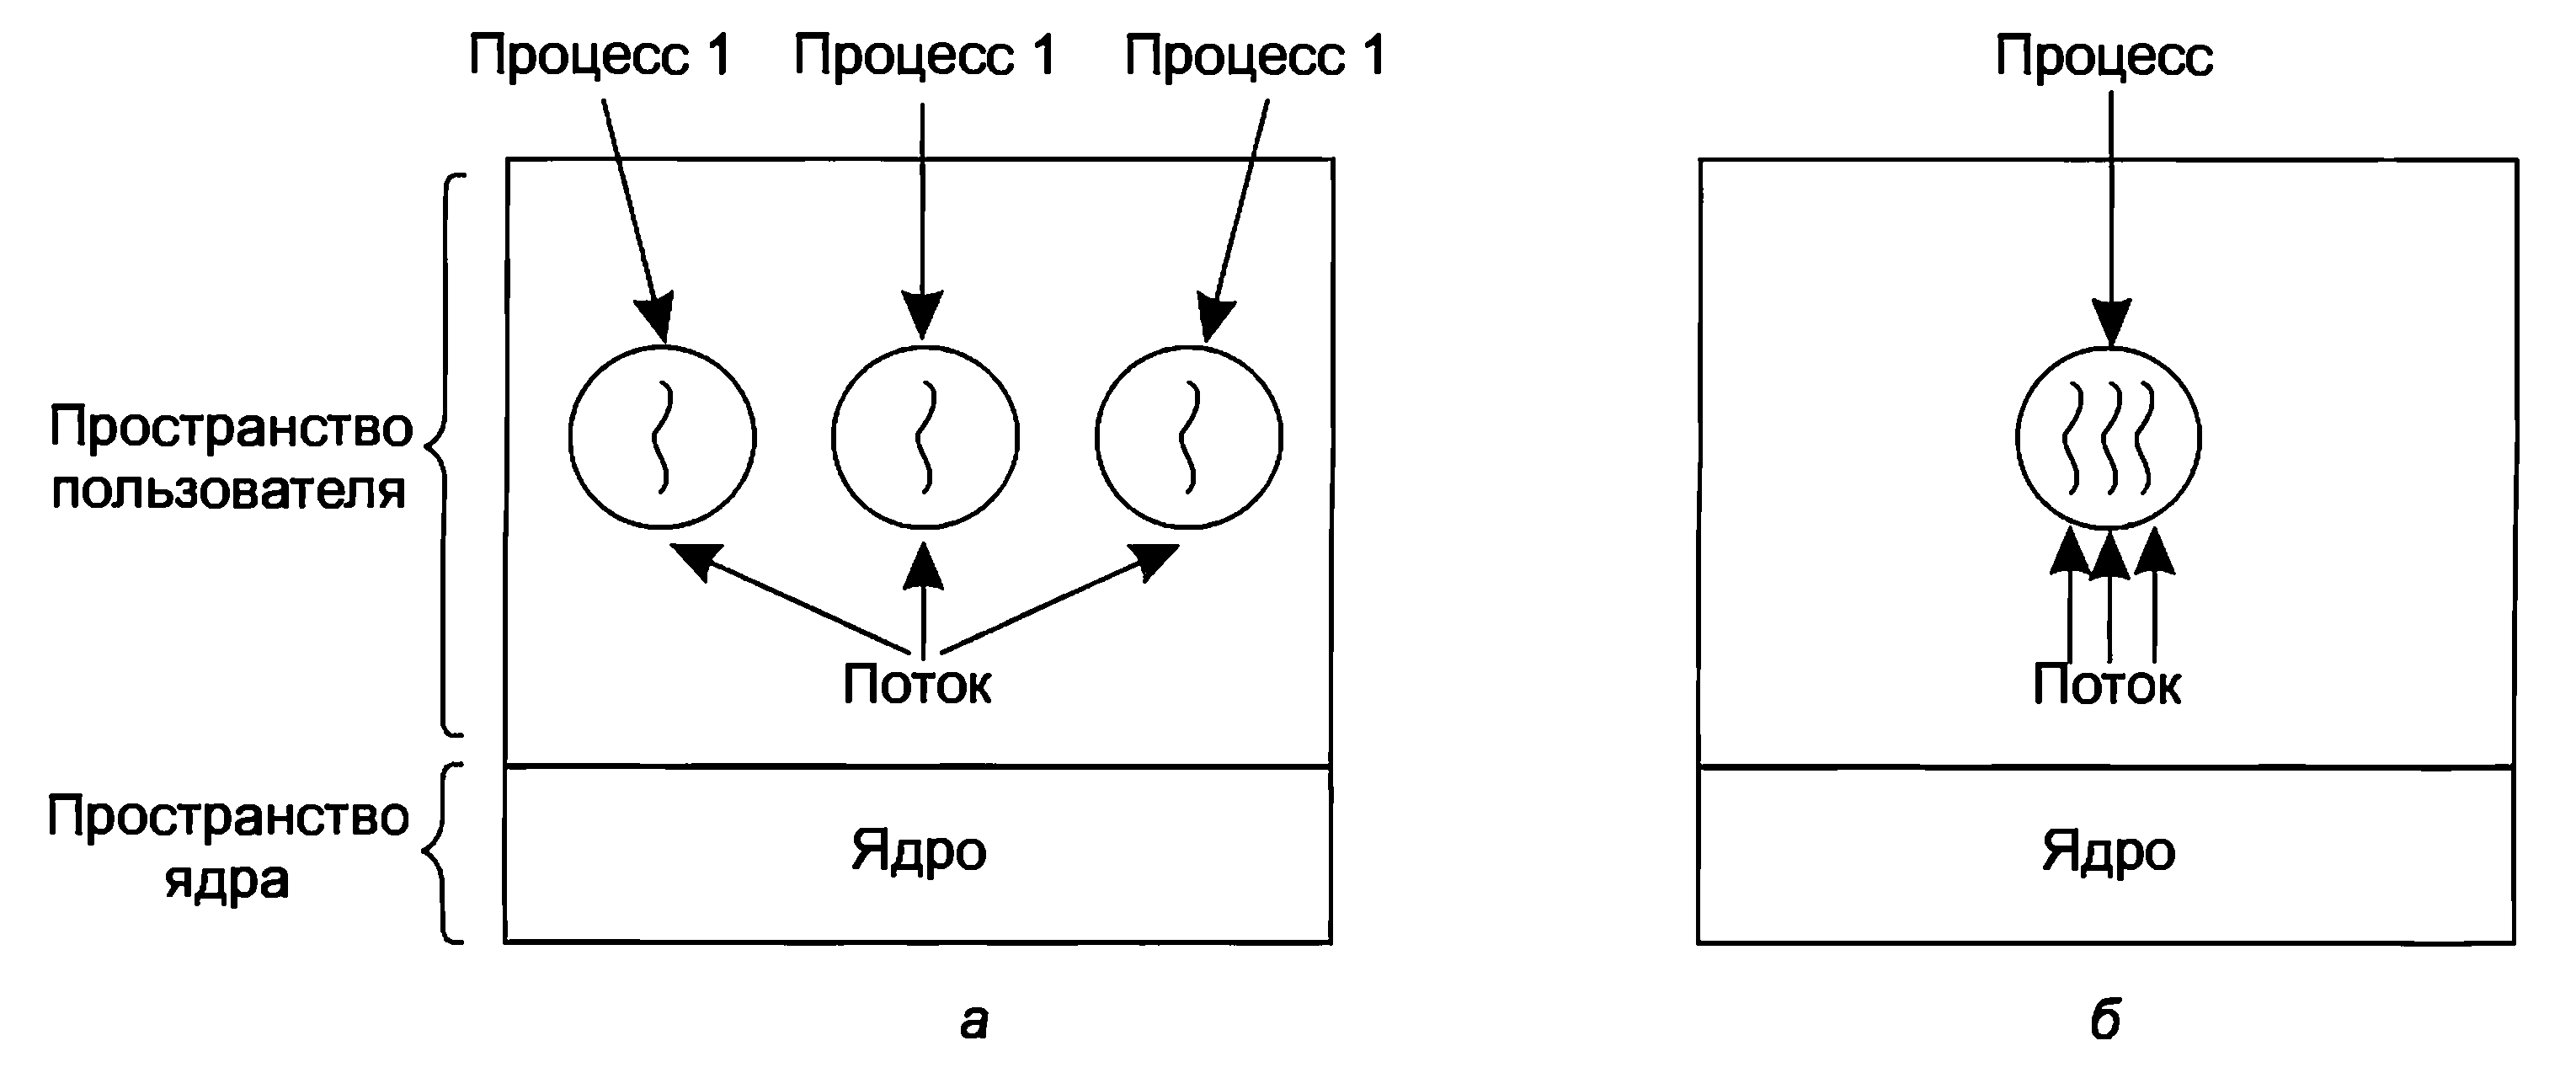 Процесс 1 Процесс 1 Процесс 1
Пространство
пользователя
Поток
Пространство
ядра
Ядро
а
Процесс
Поток
Ядро
б